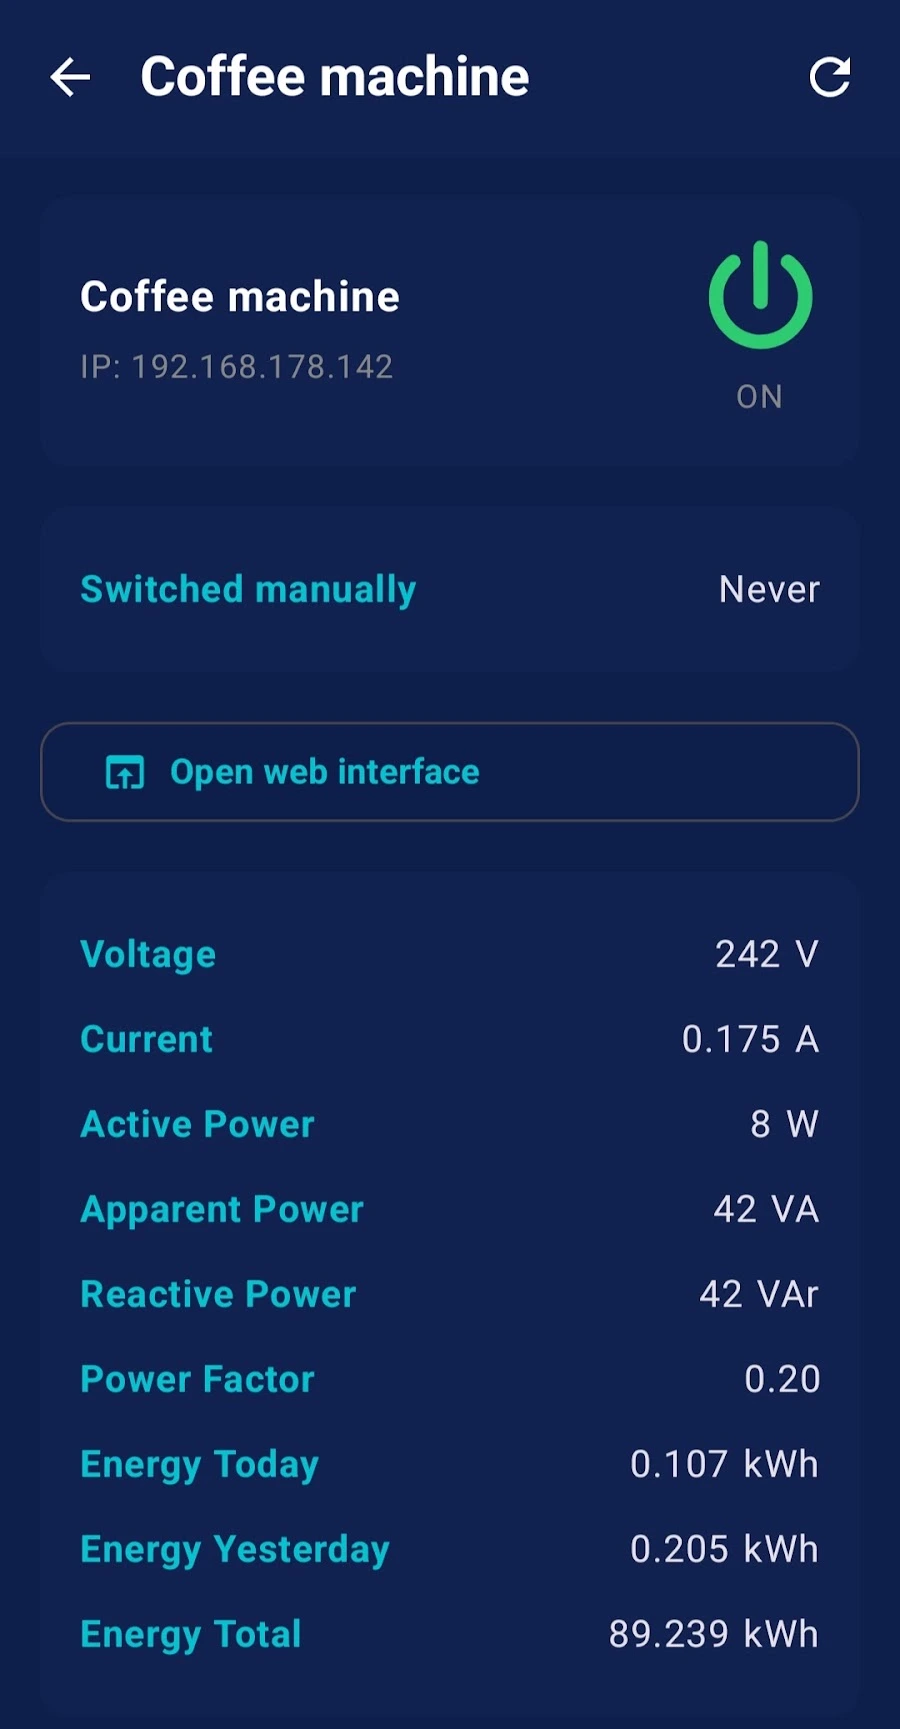 Coffee machine
Coffee machine
IP: 192.168.178.142
ON
Switched manually Never
Open web interface
Voltage 242 V
Current 0.175 A
Active Power 8 W
Apparent Power 42 VA
Reactive Power 42 VAr
Power Factor 0.20
Energy Today 0.107 kWh
Energy Yesterday 0.205 kWh
Energy Total 89.239 kWh